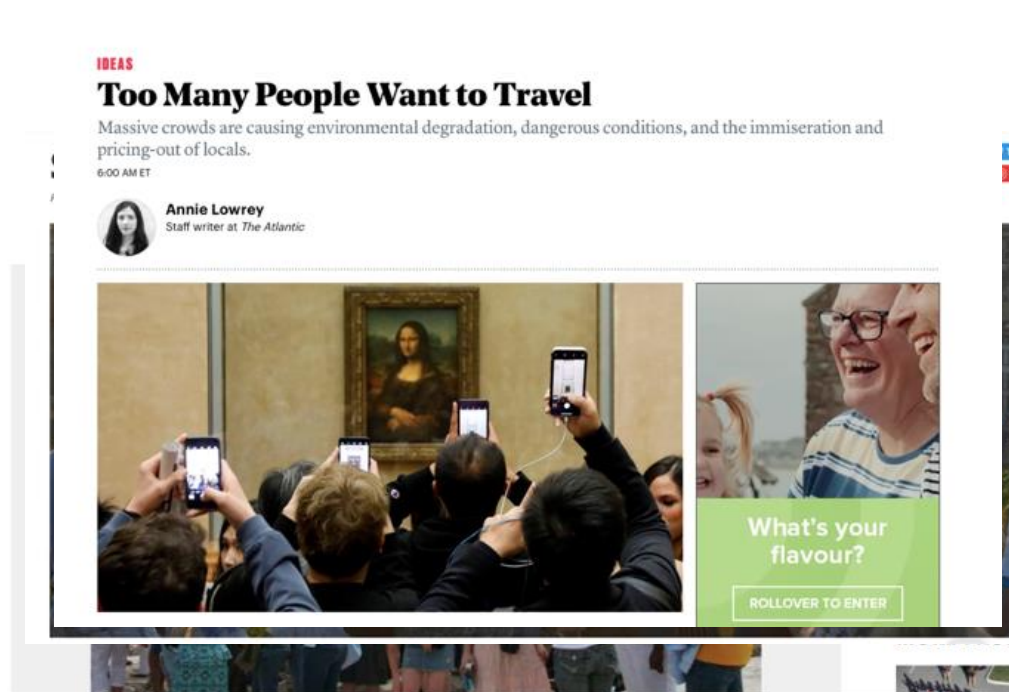 IDEAS
Too Many People Want to Travel
Massive crowds are causing environmental degradation, dangerous conditions, and the immiseration and
pricing-out of locals.
6:00 AM ET
Annie Lowrey
Staff writer at The Atlantic
What's your
flavour?
ROLLOVER TO ENTER